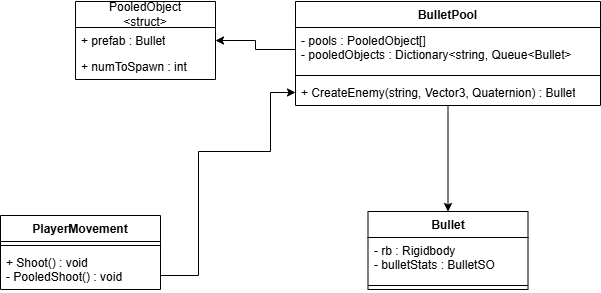 PooledObject
<struct>
+ prefab : Bullet
+ numToSpawn : int
BulletPool
- pools : PooledObject[]
- pooledObjects : Dictionary<string, Queue<Bullet>
+ CreateEnemy(string, Vector3, Quaternion) : Bullet
PlayerMovement
+ Shoot() : void
- PooledShoot() : void
Bullet
- rb : Rigidbody
- bulletStats : BulletSO